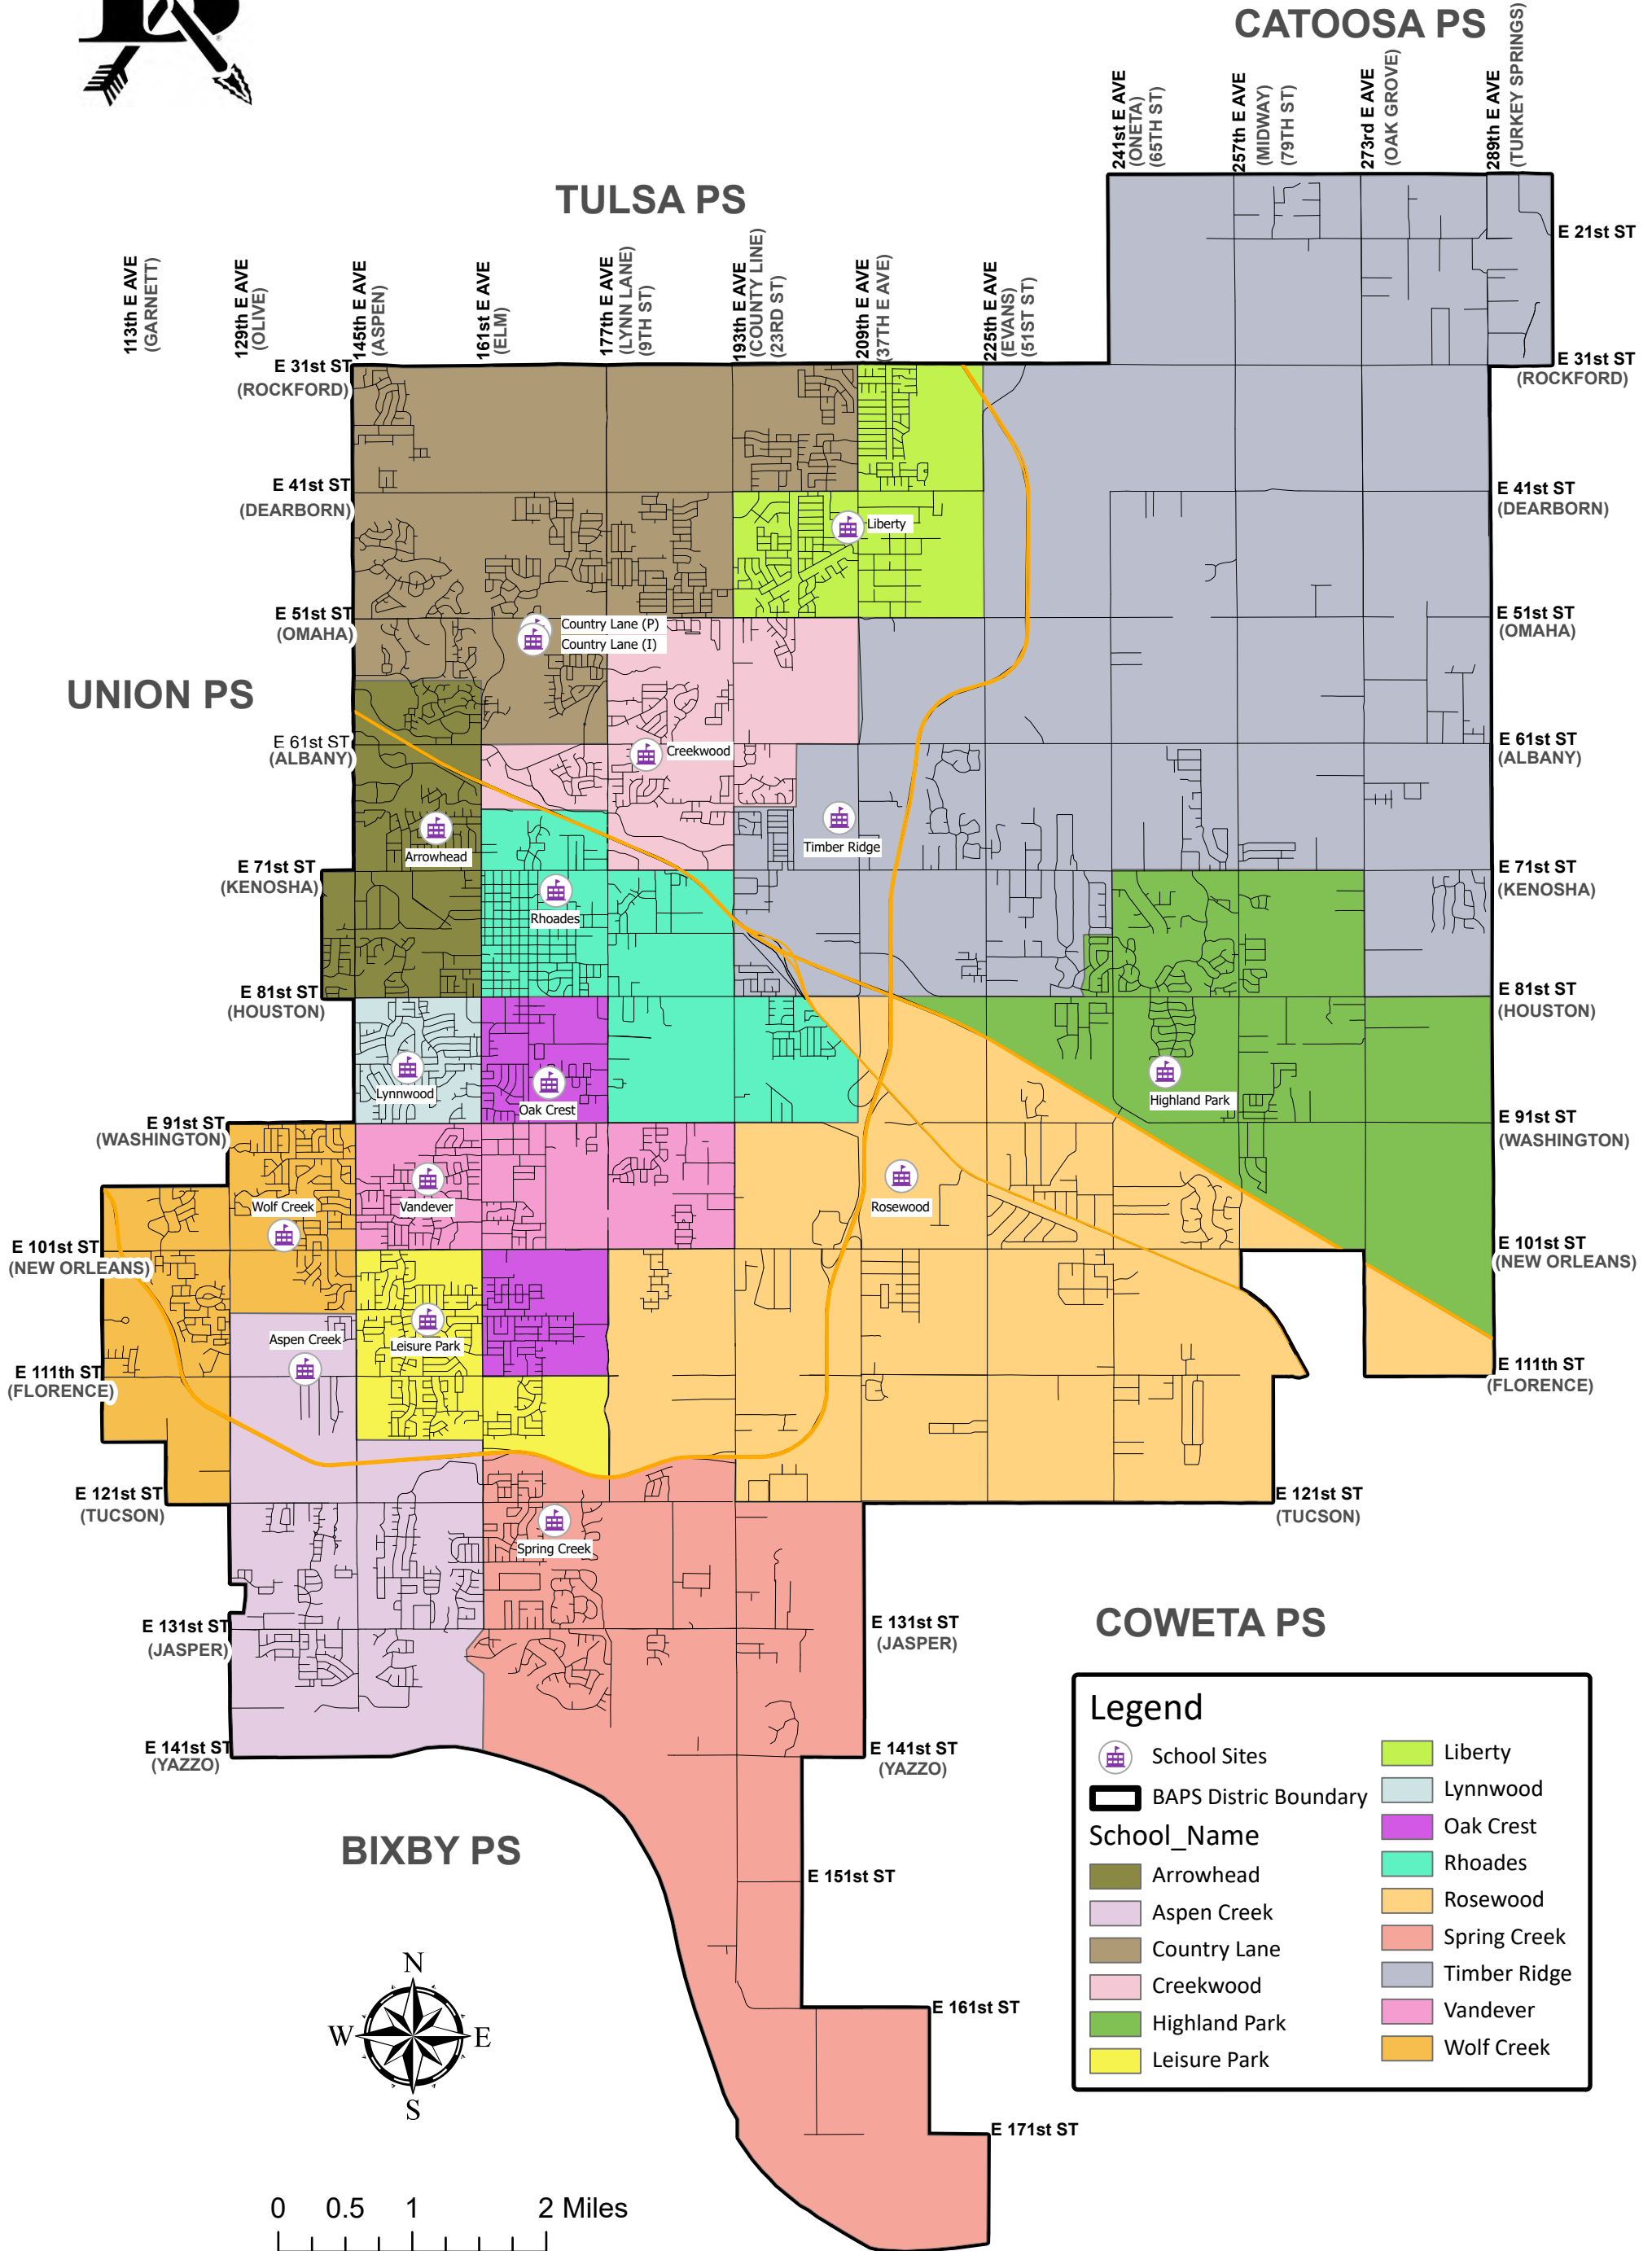 CATOOSA PS
241st E AVE
(ONETA)
(65TH ST)
257th E AVE
(MIDWAY)
(79TH ST)
273rd E AVE
(OAK GROVE)
289th E AVE
(TURKEY SPRINGS)
TULSA PS
E 21st ST
113th E AVE
(GARNETT)
129th E AVE
(OLIVE)
145th E AVE
(ASPEN)
161st E AVE
(ELM)
177th E AVE
(LYNN LANE)
(9TH ST)
193th E AVE
(COUNTY LINE)
(23RD ST)
209th E AVE
(37TH E AVE)
225th E AVE
(EVANS)
(51ST ST)
E 31st ST
(ROCKFORD)
E 31st ST
(ROCKFORD)
E 41st ST
(DEARBORN)
E 41st ST
(DEARBORN)
Liberty
E 51st ST
(OMAHA)
Country Lane (P)
Country Lane (I)
E 51st ST
(OMAHA)
UNION PS
E 61st ST
(ALBANY)
Creekwood
E 61st ST
(ALBANY)
Arrowhead
Timber Ridge
E 71st ST
(KENOSHA)
E 71st ST
(KENOSHA)
Rhoades
E 81st ST
(HOUSTON)
E 81st ST
(HOUSTON)
Lynnwood
Oak Crest
Highland Park
E 91st ST
(WASHINGTON)
E 91st ST
(WASHINGTON)
Wolf Creek
Vandever
Rosewood
E 101st ST
(NEW ORLEANS)
E 101st ST
(NEW ORLEANS)
Aspen Creek
Leisure Park
E 111th ST
(FLORENCE)
E 111th ST
(FLORENCE)
E 121st ST
(TUCSON)
E 121st ST
(TUCSON)
Spring Creek
E 131st ST
(JASPER)
E 131st ST
(JASPER)
COWETA PS
E 141st ST
(YAZZO)
E 141st ST
(YAZZO)
BIXBY PS
E 151st ST
E 161st ST
E 171st ST
Legend
School Sites
BAPS Distric Boundary
School_Name
Arrowhead
Aspen Creek
Country Lane
Creekwood
Highland Park
Leisure Park
Liberty
Lynnwood
Oak Crest
Rhoades
Rosewood
Spring Creek
Timber Ridge
Vandever
Wolf Creek
N
W E
S
0 0.5 1 2 Miles